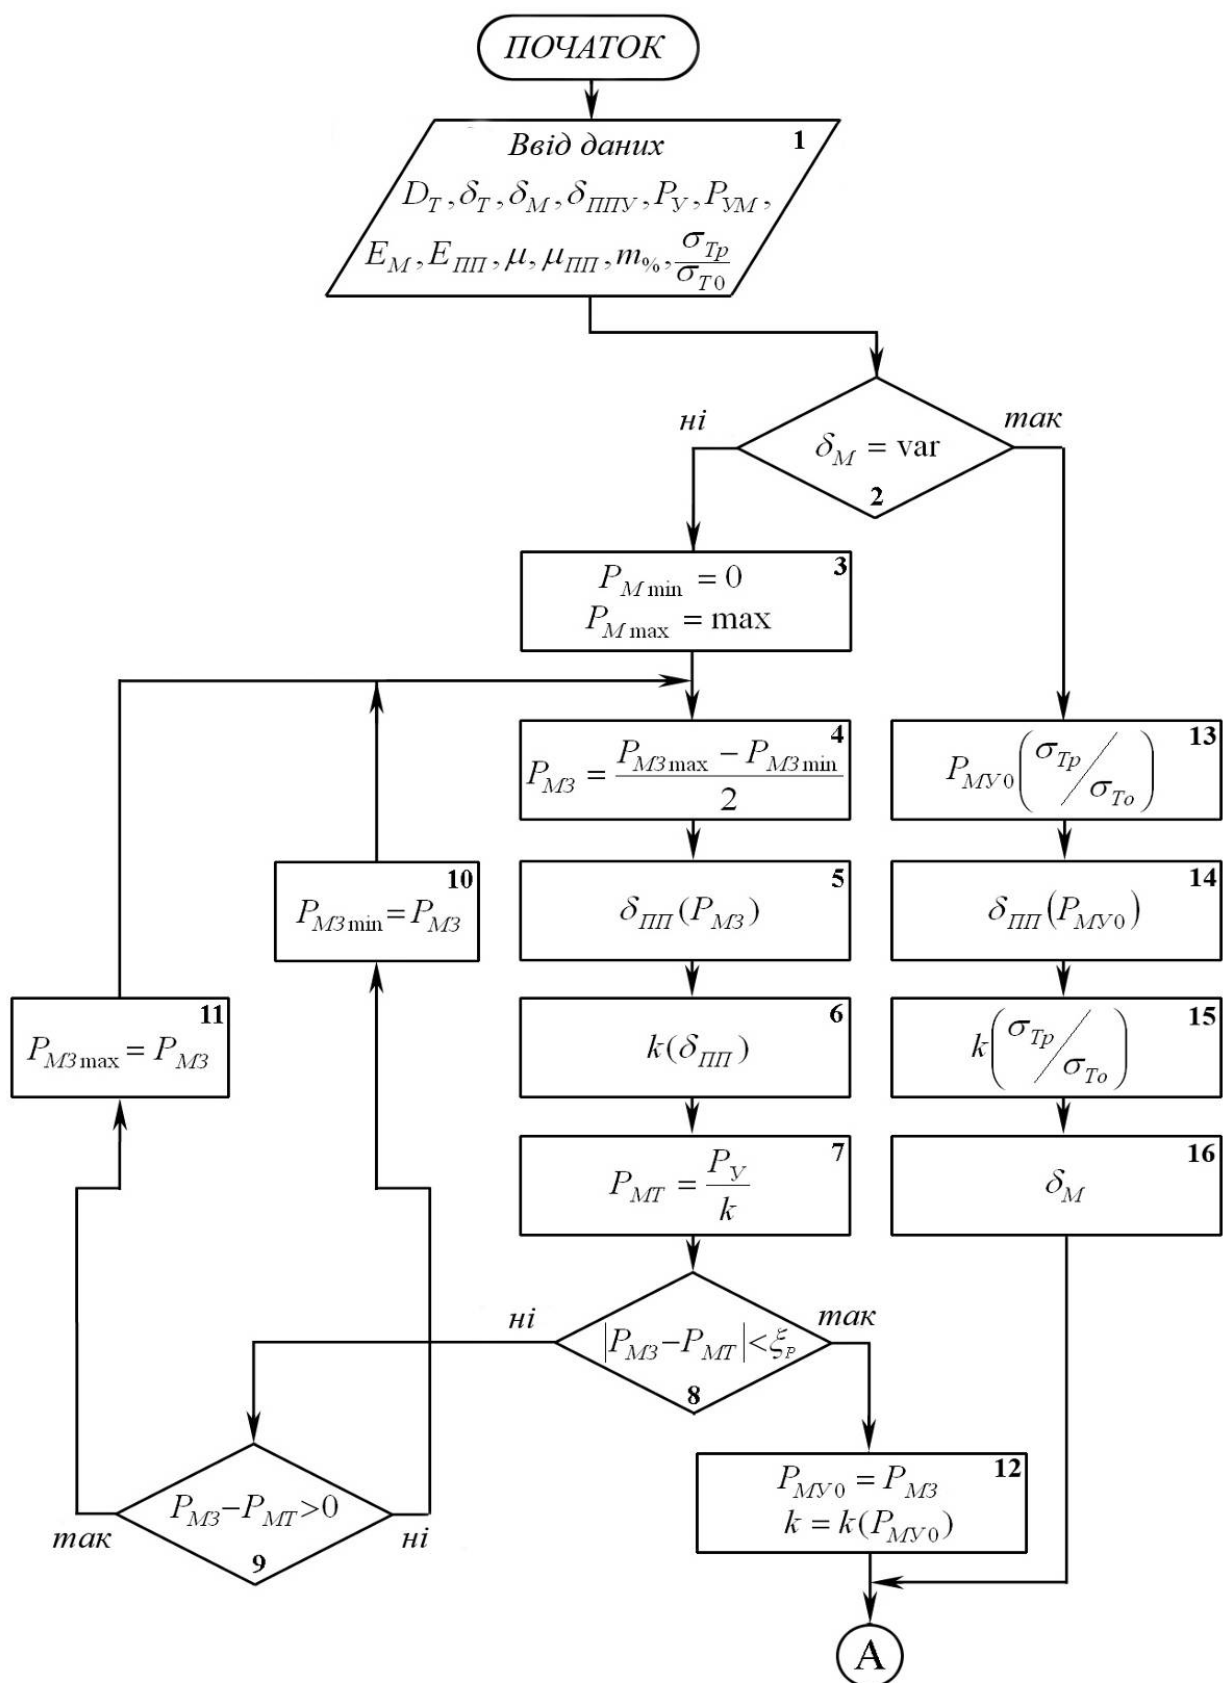 ПОЧАТОК
1
Ввід даних
D_T, δ_T, δ_M, δ_ППУ, P_У, P_УМ,
E_M, E_ПП, μ, μ_ПП, m_%, σ_Tp/σ_T0
ні
так
δ_M = var
2
3
P_M min = 0
P_M max = max
4
P_МЗ = (P_МЗ max − P_МЗ min)/2
13
P_МУ0 (σ_Tp/σ_To)
5
δ_ПП(P_МЗ)
14
δ_ПП(P_МУ0)
10
P_МЗ min = P_МЗ
6
k(δ_ПП)
15
k(σ_Tp/σ_To)
11
P_МЗ max = P_МЗ
7
P_MT = P_У/k
16
δ_M
ні
так
|P_МЗ − P_MT| < ξ_P
8
P_МЗ − P_MT > 0
так
ні
9
12
P_МУ0 = P_МЗ
k = k(P_МУ0)
А